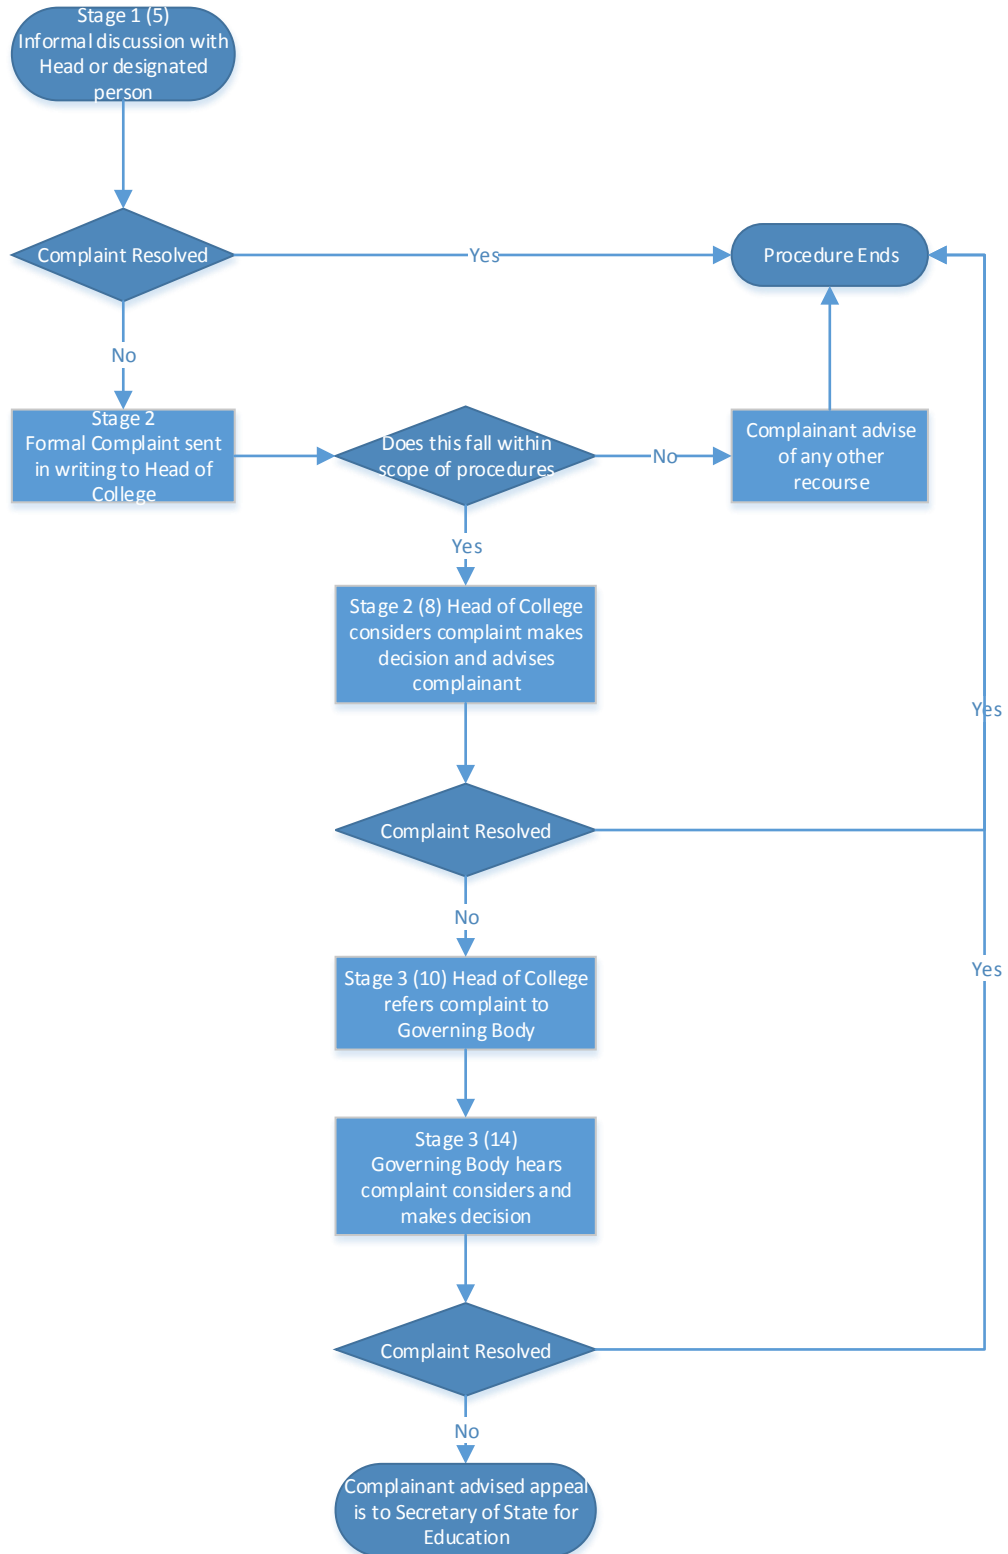 Stage 1 (5)
Informal discussion with
Head or designated
person
Complaint Resolved
Yes
Procedure Ends
No
Stage 2
Formal Complaint sent
in writing to Head of
College
Does this fall within
scope of procedures
No
Complainant advise
of any other
recourse
Yes
Stage 2 (8) Head of College
considers complaint makes
decision and advises
complainant
Yes
Complaint Resolved
No
Stage 3 (10) Head of College
refers complaint to
Governing Body
Yes
Stage 3 (14)
Governing Body hears
complaint considers and
makes decision
Complaint Resolved
No
Complainant advised appeal
is to Secretary of State for
Education